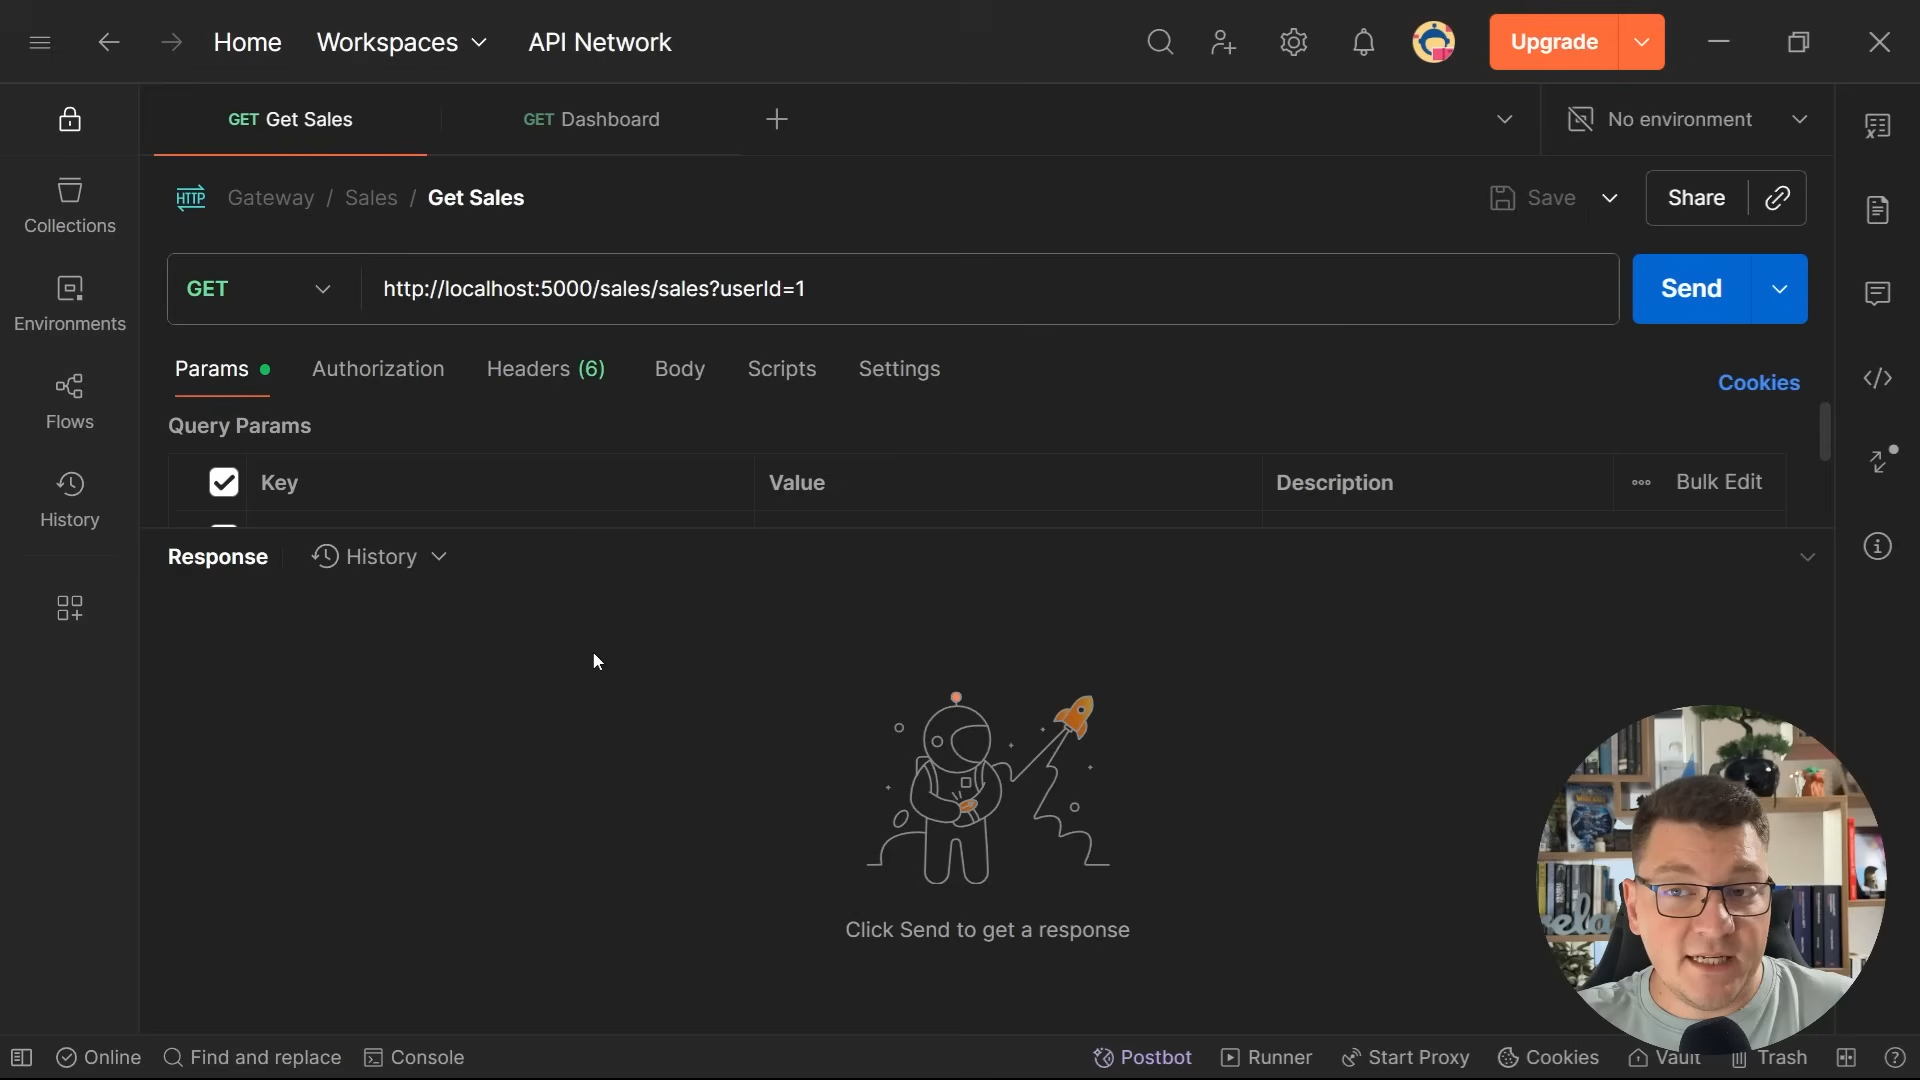 Home Workspaces API Network Upgrade
GET Get Sales GET Dashboard No environment
HTTP Gateway / Sales / Get Sales Save Share
Collections
GET http://localhost:5000/sales/sales?userId=1 Send
Environments
Params Authorization Headers (6) Body Scripts Settings Cookies
Flows
Query Params
Key Value Description Bulk Edit
History
Response History
Click Send to get a response
Online Find and replace Console Postbot Runner Start Proxy Cookies Vault Trash